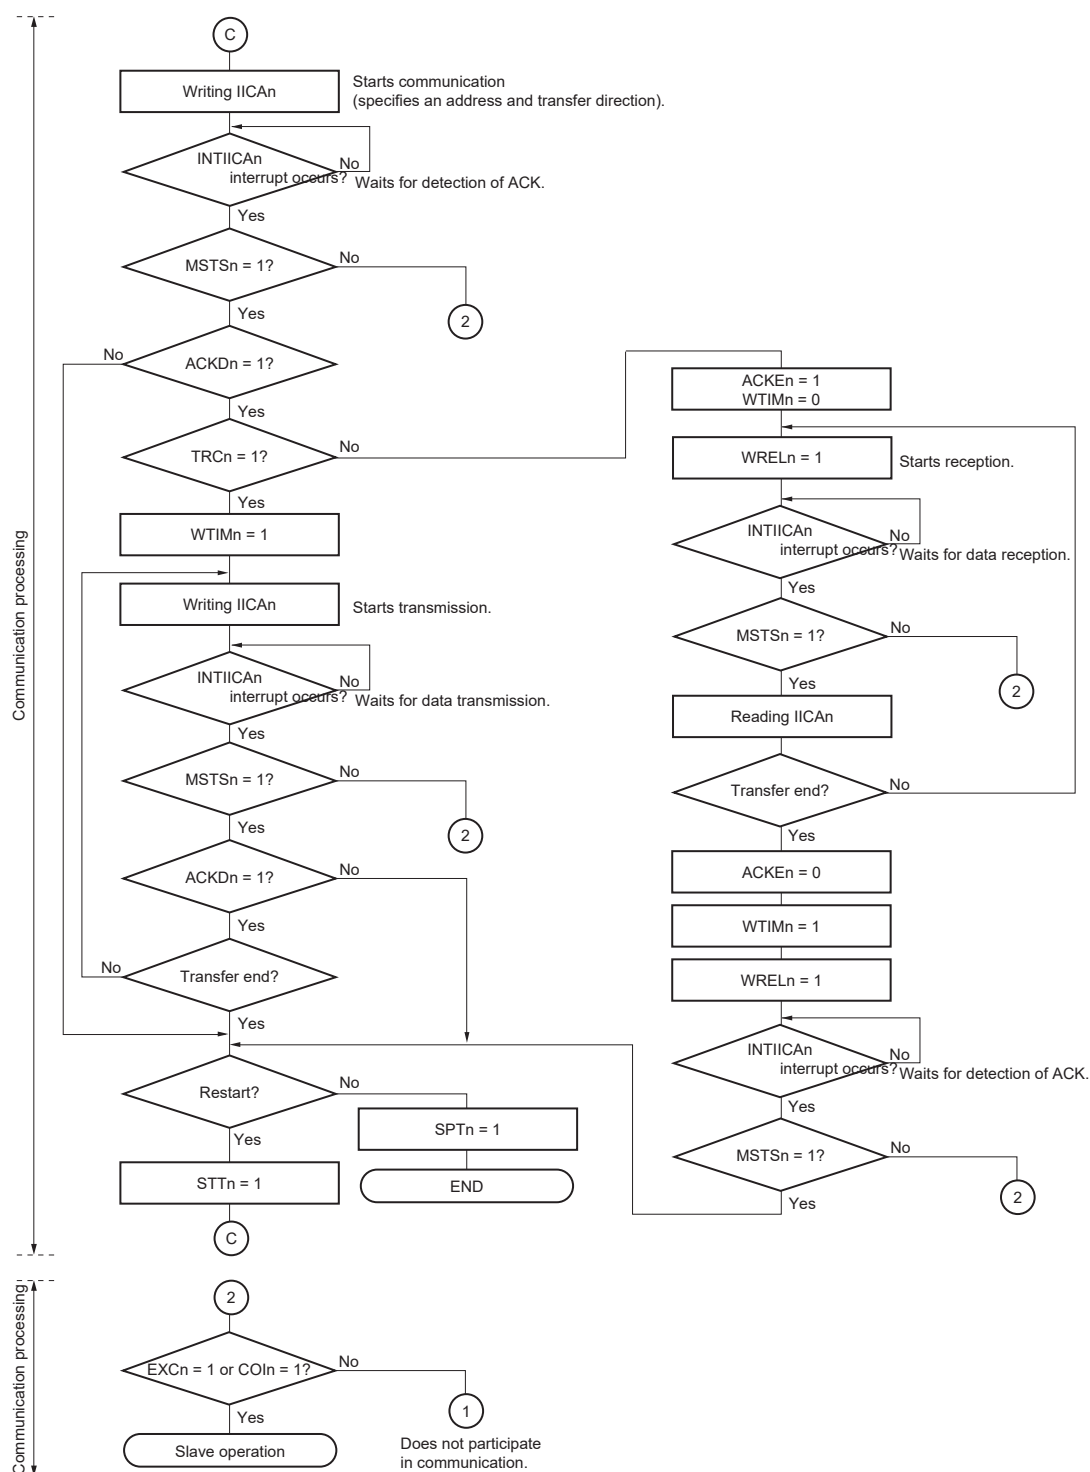 C
Writing IICAn
Starts communication
(specifies an address and transfer direction).
INTIICAn
interrupt occurs?
No
Waits for detection of ACK.
Yes
MSTSn = 1?
No
2
Yes
ACKDn = 1?
No
Yes
TRCn = 1?
No
Yes
WTIMn = 1
Writing IICAn
Starts transmission.
INTIICAn
interrupt occurs?
No
Waits for data transmission.
Yes
MSTSn = 1?
No
2
Yes
ACKDn = 1?
No
Yes
Transfer end?
No
Yes
Restart?
No
SPTn = 1
END
Yes
STTn = 1
C
ACKEn = 1
WTIMn = 0
WRELn = 1
Starts reception.
INTIICAn
interrupt occurs?
No
Waits for data reception.
Yes
MSTSn = 1?
No
2
Yes
Reading IICAn
Transfer end?
No
Yes
ACKEn = 0
WTIMn = 1
WRELn = 1
INTIICAn
interrupt occurs?
No
Waits for detection of ACK.
Yes
MSTSn = 1?
No
2
Yes
Communication processing
2
EXCn = 1 or COIn = 1?
No
1
Does not participate
in communication.
Yes
Slave operation
Communication processing